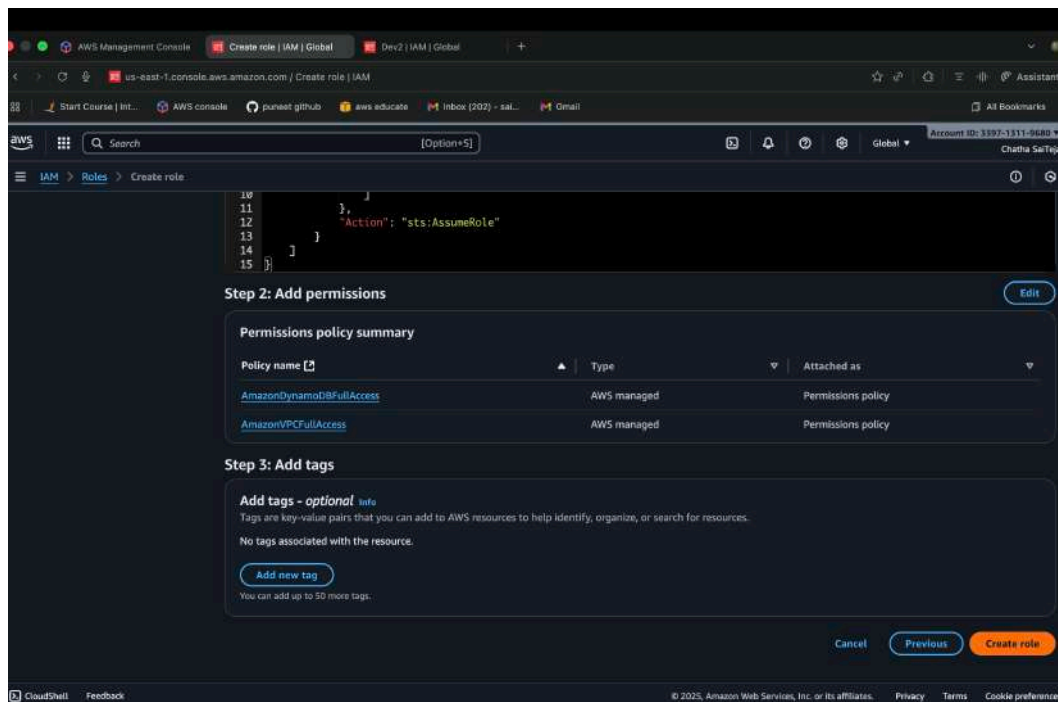 AWS Management Console
Create role | IAM | Global
Dev2 | IAM | Global
us-east-1.console.aws.amazon.com / Create role | IAM
Assistant
Start Course | Int...
AWS console
puneet github
aws educate
Inbox (202) - sai...
Gmail
All Bookmarks
aws
Search
[Option+S]
Global
Account ID: 3397-1311-9680
Chatha SaiTeja
IAM > Roles > Create role
10 ]
11 },
12 "Action": "sts:AssumeRole"
13 }
14 ]
15 }
Step 2: Add permissions
Edit
Permissions policy summary
Policy name Type Attached as
AmazonDynamoDBFullAccess AWS managed Permissions policy
AmazonVPCFullAccess AWS managed Permissions policy
Step 3: Add tags
Add tags - optional Info
Tags are key-value pairs that you can add to AWS resources to help identify, organize, or search for resources.
No tags associated with the resource.
Add new tag
You can add up to 50 more tags.
Cancel Previous Create role
CloudShell Feedback
© 2025, Amazon Web Services, Inc. or its affiliates. Privacy Terms Cookie preference